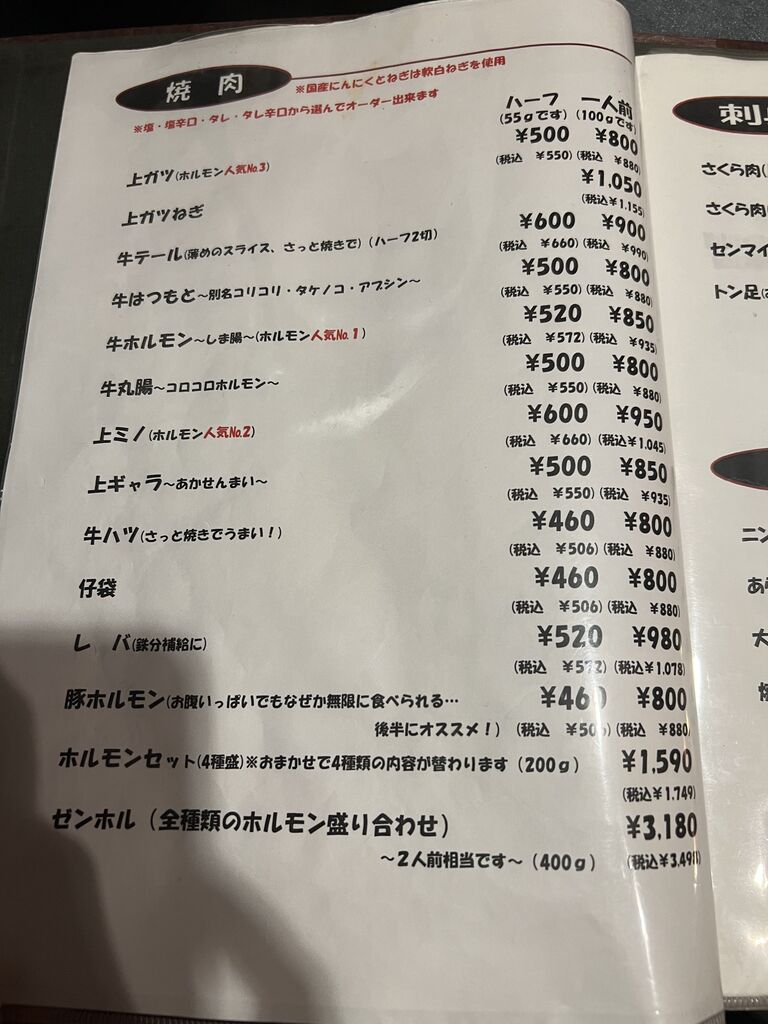 焼 肉
※国産にんにくとねぎは軟白ねぎを使用
※塩・塩辛口・タレ・タレ辛口から選んでオーダー出来ます
ハーフ 一人前
(55gです) (100gです)
上ガツ(ホルモン人気No.3) ¥500 ¥800
(税込 ¥550) (税込 ¥880)
上ガツねぎ ¥1,050
(税込¥1,155)
牛テール(薄めのスライス、さっと焼きで)(ハーフ2切) ¥600 ¥900
(税込 ¥660) (税込 ¥990)
牛はつもと～別名コリコリ・タケノコ・アブシン～ ¥500 ¥800
(税込 ¥550) (税込 ¥880)
牛ホルモン～しま腸～(ホルモン人気No.1) ¥520 ¥850
(税込 ¥572) (税込 ¥935)
牛丸腸～コロコロホルモン～ ¥500 ¥800
(税込 ¥550) (税込 ¥880)
上ミノ(ホルモン人気No.2) ¥600 ¥950
(税込 ¥660) (税込¥1,045)
上ギャラ～あかせんまい～ ¥500 ¥850
(税込 ¥550) (税込 ¥935)
牛ハツ(さっと焼きでうまい！) ¥460 ¥800
(税込 ¥506) (税込 ¥880)
仔袋 ¥460 ¥800
(税込 ¥506) (税込 ¥880)
レ バ(鉄分補給に) ¥520 ¥980
(税込 ¥572) (税込¥1,078)
豚ホルモン(お腹いっぱいでもなぜか無限に食べられる… ¥460 ¥800
後半にオススメ！) (税込 ¥506) (税込 ¥880)
ホルモンセット(4種盛)※おまかせで4種類の内容が替わります(200g) ¥1,590
(税込¥1,749)
ゼンホル(全種類のホルモン盛り合わせ) ¥3,180
～2人前相当です～(400g) (税込¥3,498)
刺
さくら肉
さくら肉
センマイ
トン足
ニン
あ
大